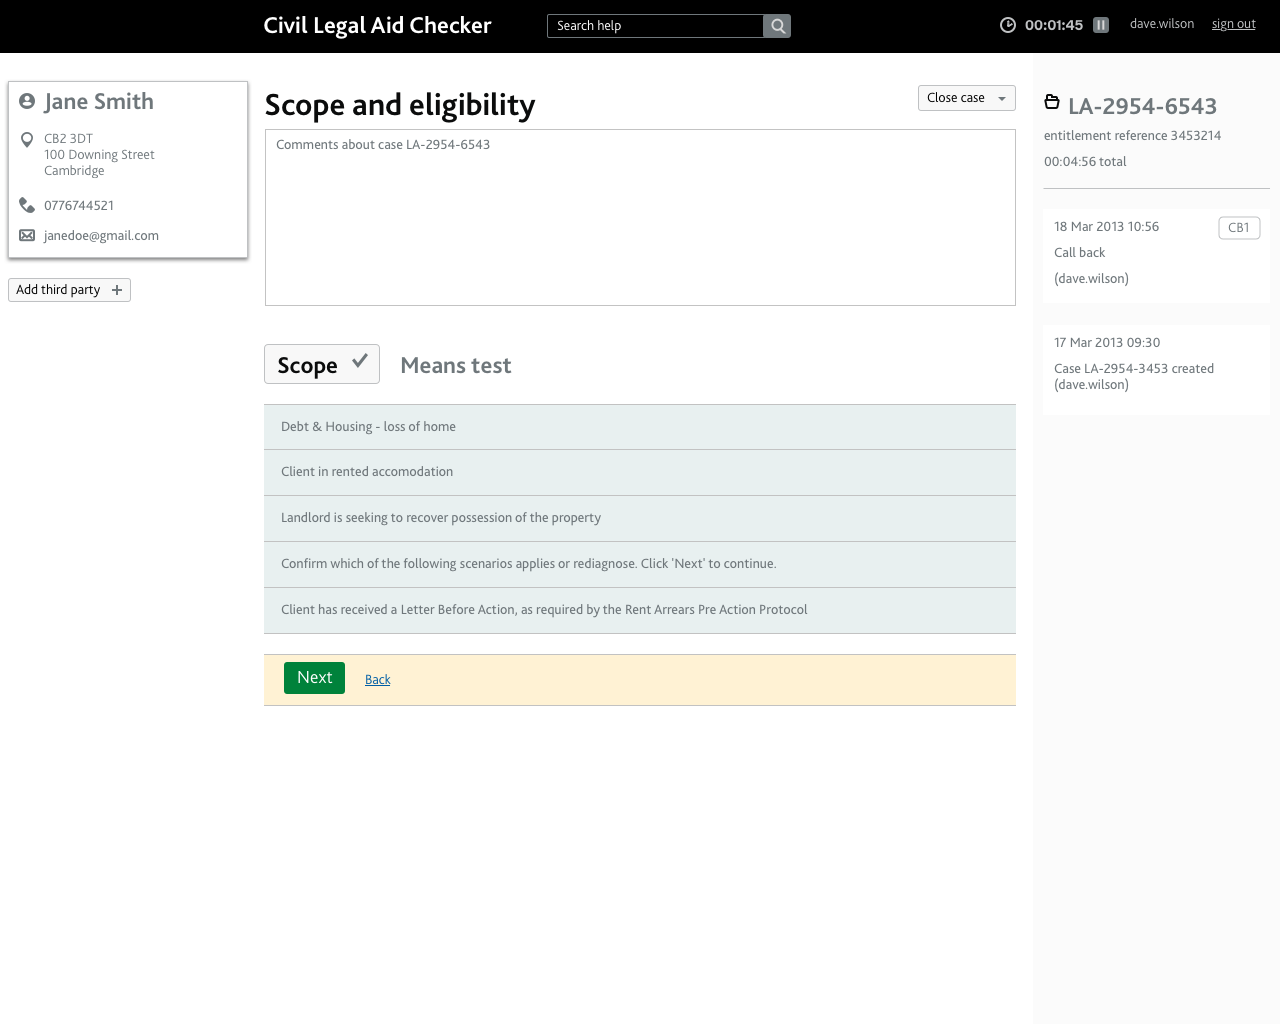 Civil Legal Aid Checker
Search help
00:01:45
dave.wilson
sign out
Jane Smith
CB2 3DT
100 Downing Street
Cambridge
0776744521
janedoe@gmail.com
Add third party
Scope and eligibility
Close case
Comments about case LA-2954-6543
Scope
Means test
Debt & Housing - loss of home
Client in rented accomodation
Landlord is seeking to recover possession of the property
Confirm which of the following scenarios applies or rediagnose. Click 'Next' to continue.
Client has received a Letter Before Action, as required by the Rent Arrears Pre Action Protocol
Next
Back
LA-2954-6543
entitlement reference 3453214
00:04:56 total
18 Mar 2013 10:56
CB1
Call back
(dave.wilson)
17 Mar 2013 09:30
Case LA-2954-3453 created
(dave.wilson)